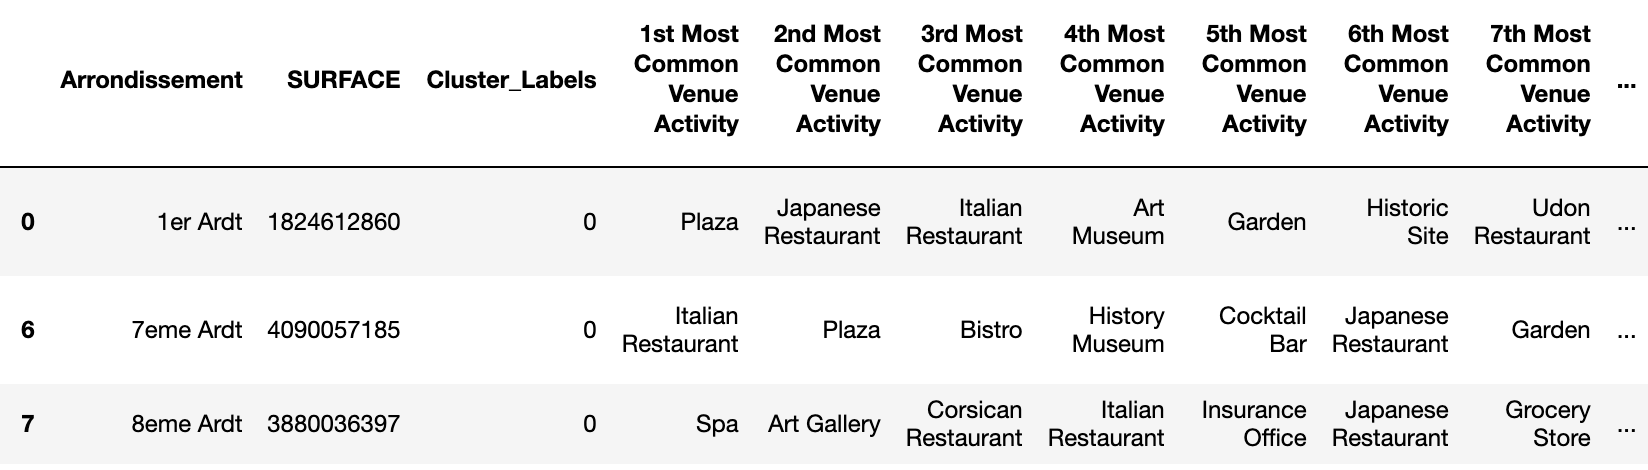 Arrondissement SURFACE Cluster_Labels 1st Most Common Venue Activity 2nd Most Common Venue Activity 3rd Most Common Venue Activity 4th Most Common Venue Activity 5th Most Common Venue Activity 6th Most Common Venue Activity 7th Most Common Venue Activity ...
0 1er Ardt 1824612860 0 Plaza Japanese Restaurant Italian Restaurant Art Museum Garden Historic Site Udon Restaurant ...
6 7eme Ardt 4090057185 0 Italian Restaurant Plaza Bistro History Museum Cocktail Bar Japanese Restaurant Garden ...
7 8eme Ardt 3880036397 0 Spa Art Gallery Corsican Restaurant Italian Restaurant Insurance Office Japanese Restaurant Grocery Store ...